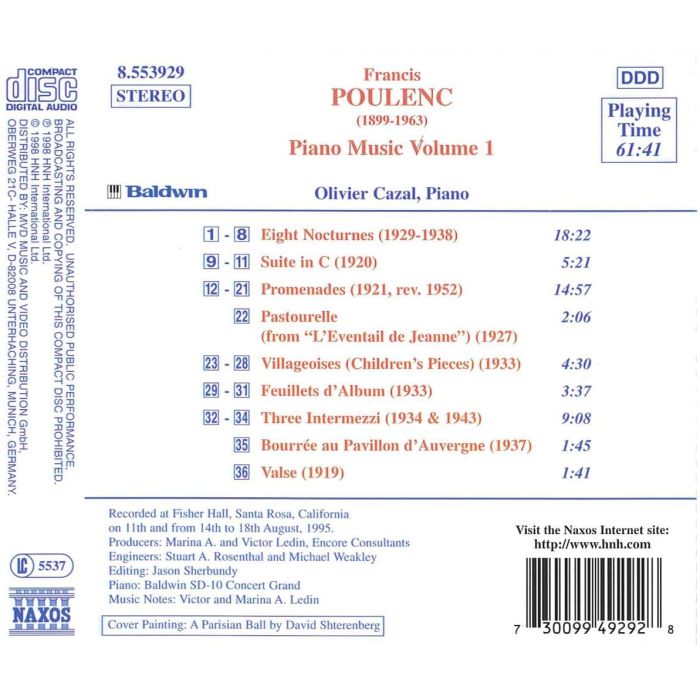 COMPACT
disc
DIGITAL AUDIO
8.553929
STEREO
Francis
POULENC
(1899-1963)
Piano Music Volume 1
DDD
Playing
Time
61:41
Baldwin
Olivier Cazal, Piano
1 - 8 Eight Nocturnes (1929-1938) 18:22
9 - 11 Suite in C (1920) 5:21
12 - 21 Promenades (1921, rev. 1952) 14:57
22 Pastourelle
(from “L'Eventail de Jeanne”) (1927) 2:06
23 - 28 Villageoises (Children's Pieces) (1933) 4:30
29 - 31 Feuillets d'Album (1933) 3:37
32 - 34 Three Intermezzi (1934 & 1943) 9:08
35 Bourrée au Pavillon d'Auvergne (1937) 1:45
36 Valse (1919) 1:41
ALL RIGHTS RESERVED. UNAUTHORISED PUBLIC PERFORMANCE,
BROADCASTING AND COPYING OF THIS COMPACT DISC PROHIBITED.
℗ 1998 HNH International Ltd.
© 1998 HNH International Ltd.
DISTRIBUTED BY: MVD MUSIC AND VIDEO DISTRIBUTION GmbH,
OBERWEG 21C- HALLE V, D-82008 UNTERHACHING, MUNICH, GERMANY.
Recorded at Fisher Hall, Santa Rosa, California
on 11th and from 14th to 18th August, 1995.
Producers: Marina A. and Victor Ledin, Encore Consultants
Engineers: Stuart A. Rosenthal and Michael Weakley
Editing: Jason Sherbundy
Piano: Baldwin SD-10 Concert Grand
Music Notes: Victor and Marina A. Ledin
Cover Painting: A Parisian Ball by David Shterenberg
LC 5537
NAXOS
Visit the Naxos Internet site:
http://www.hnh.com
7 30099 49292 8